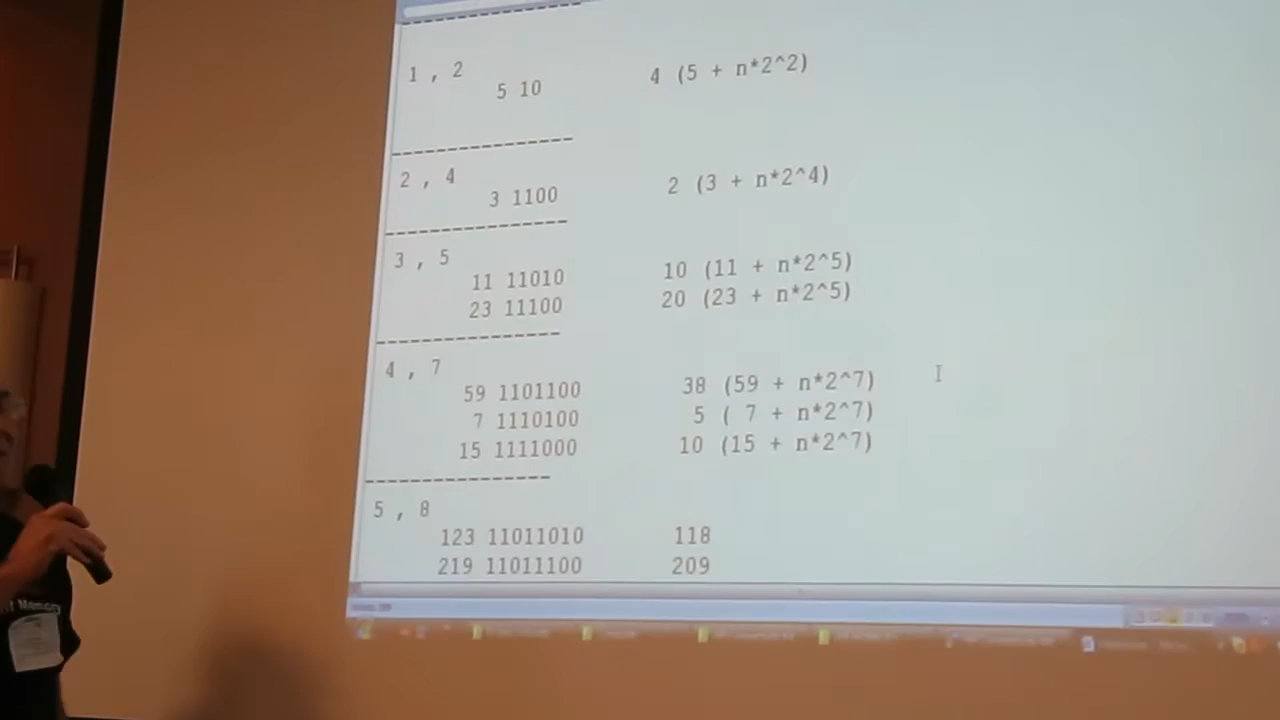 1 , 2
5 10 4 (5 + n*2^2)
---------------
2 , 4
3 1100 2 (3 + n*2^4)
---------------
3 , 5
11 11010 10 (11 + n*2^5)
23 11100 20 (23 + n*2^5)
---------------
4 , 7
59 1101100 38 (59 + n*2^7)
7 1110100 5 ( 7 + n*2^7)
15 1111000 10 (15 + n*2^7)
---------------
5 , 8
123 11011010 118
219 11011100 209
Memory